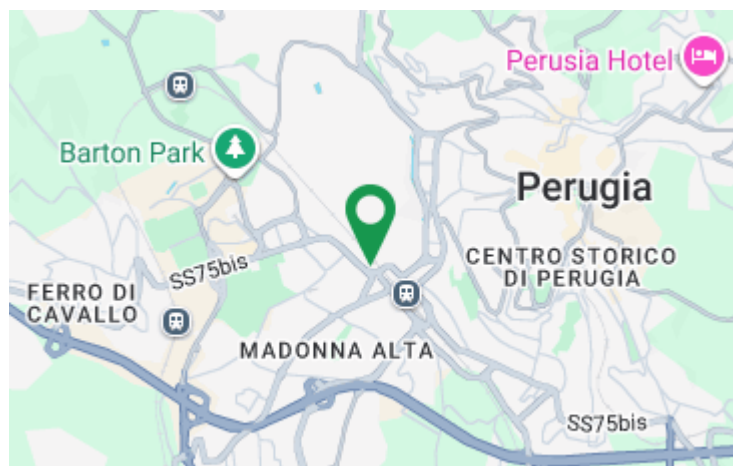 Perusia Hotel
Barton Park
Perugia
CENTRO STORICO
DI PERUGIA
SS75bis
FERRO DI
CAVALLO
MADONNA ALTA
SS75bis